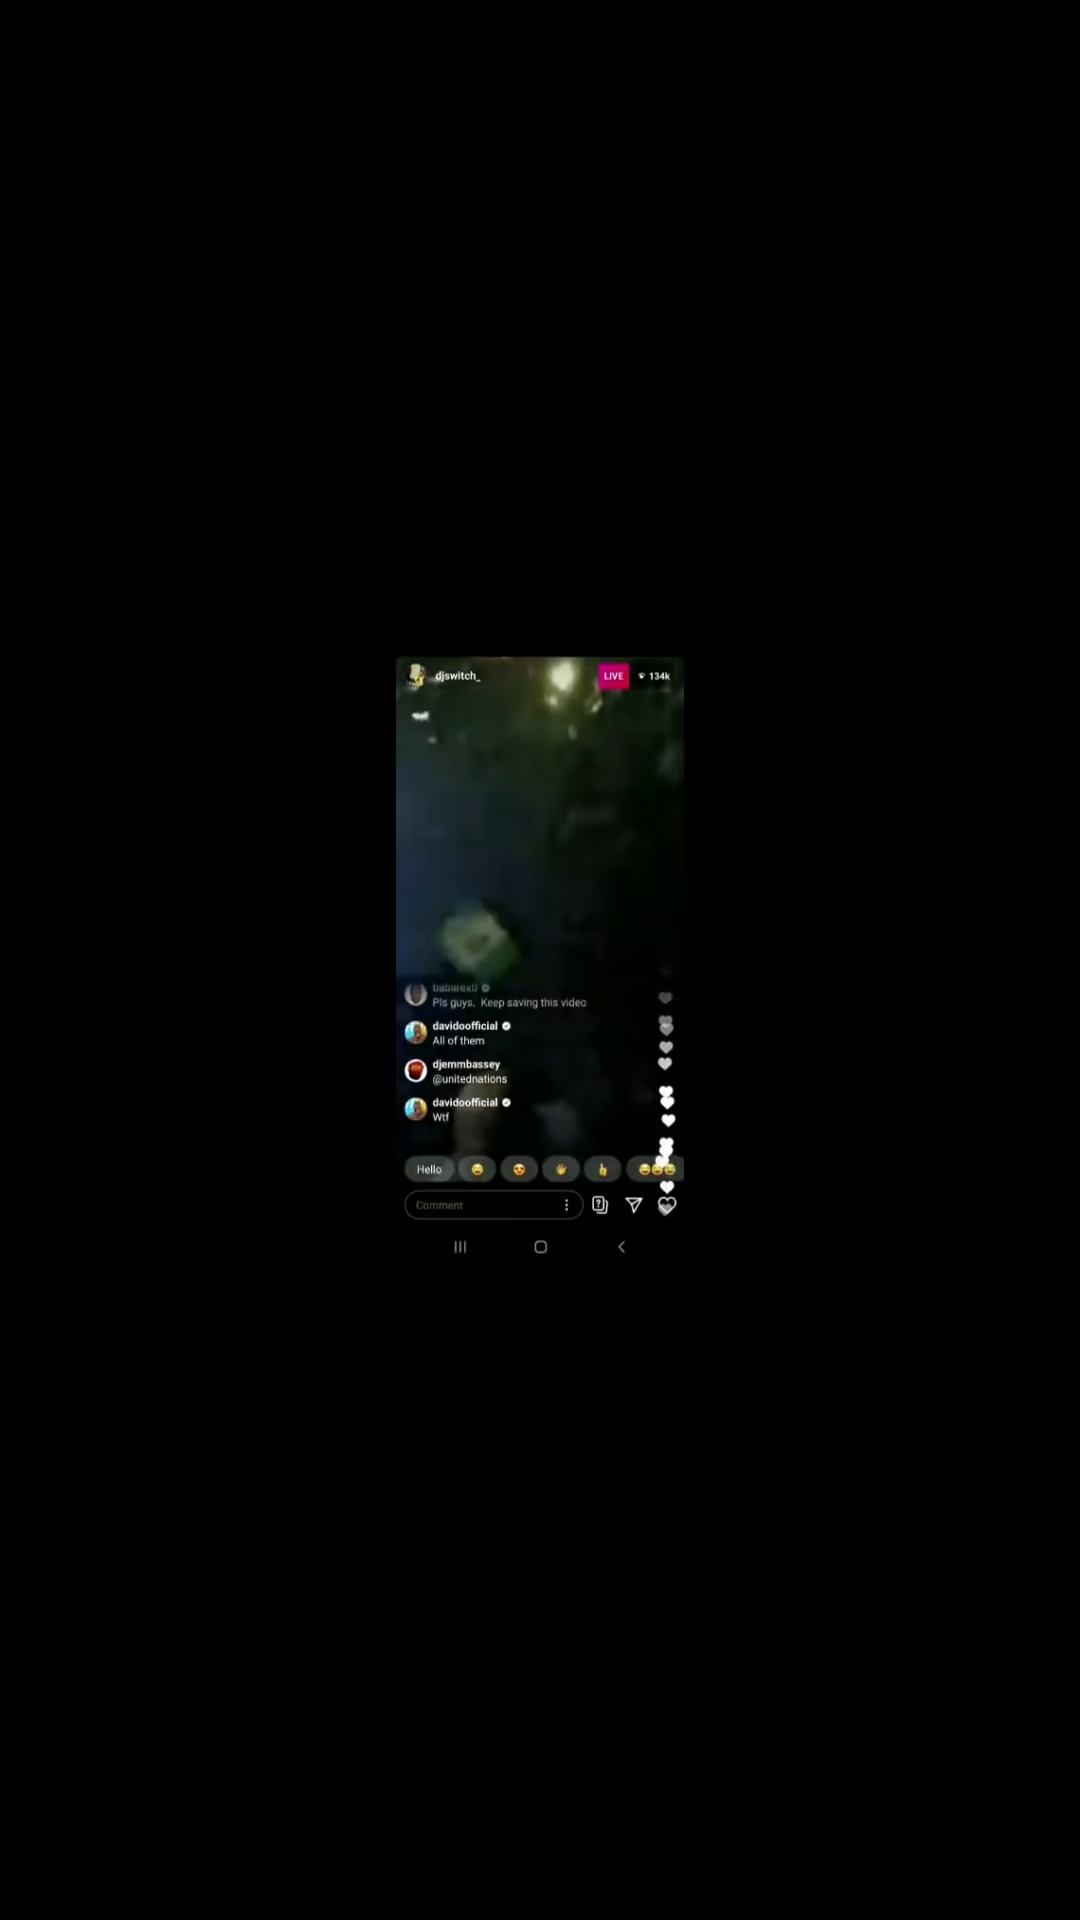 djswitch_
LIVE
134k
Pls guys. Keep saving this video
davidoofficial
All of them
djemmbassey
@unitednations
davidoofficial
Wtf
Hello
Comment